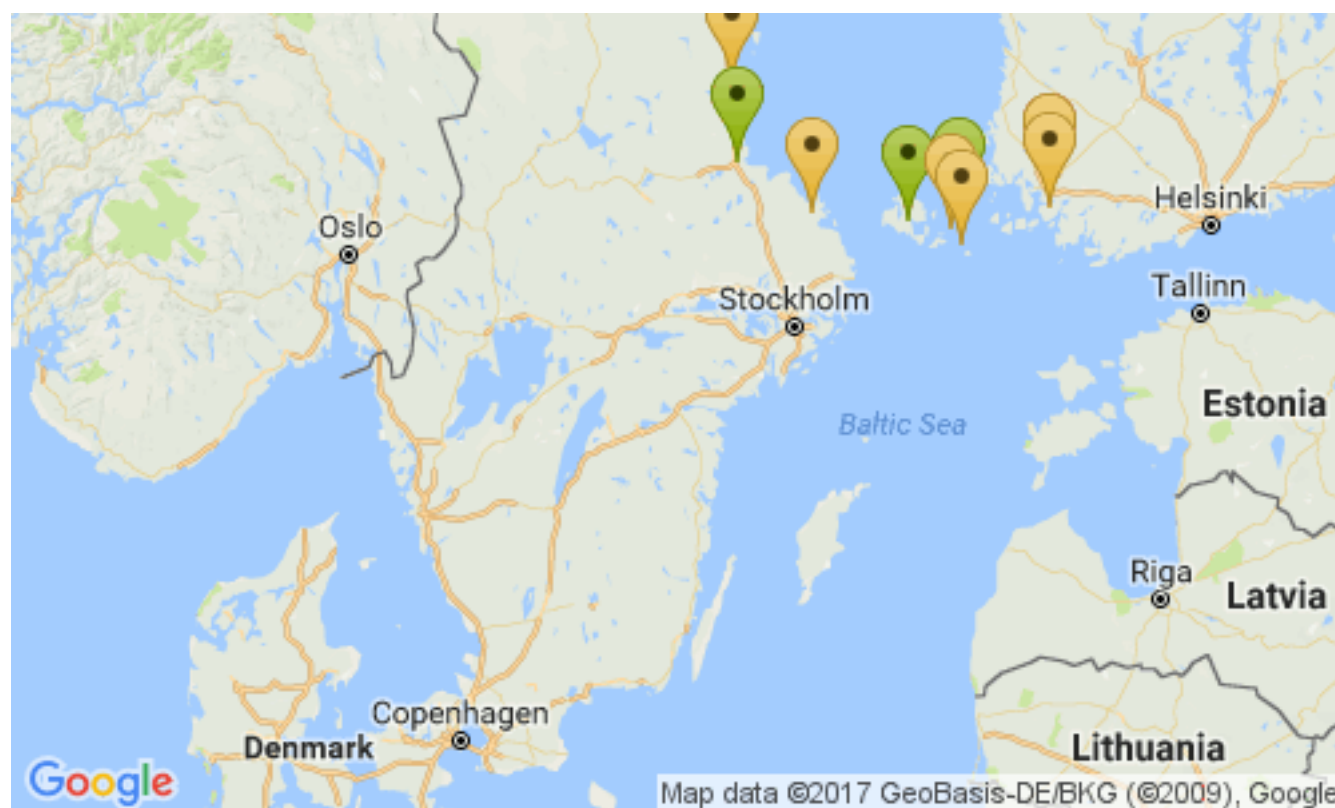 Oslo
Helsinki
Stockholm
Tallinn
Estonia
Baltic Sea
Riga
Latvia
Copenhagen
Denmark
Lithuania
Google
Map data ©2017 GeoBasis-DE/BKG (©2009), Google